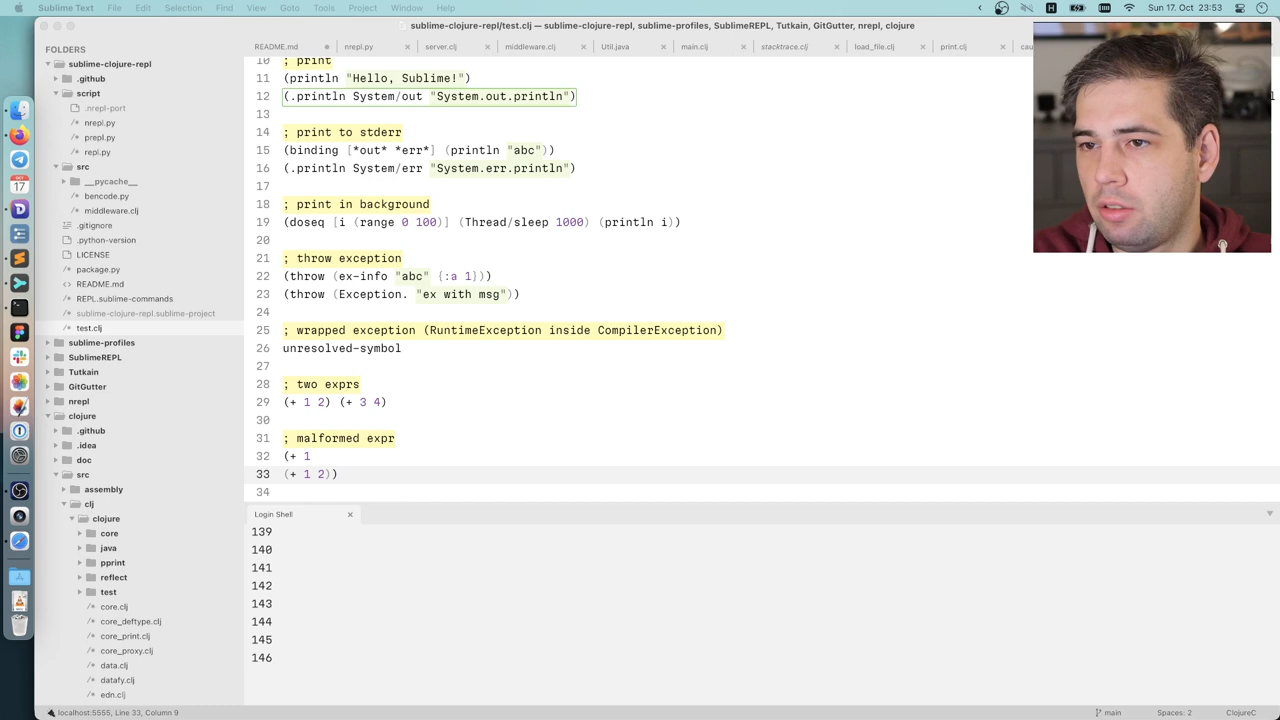 Sublime Text File Edit Selection Find View Goto Tools Project Window Help
Sun 17. Oct 23:53
sublime-clojure-repl/test.clj — sublime-clojure-repl, sublime-profiles, SublimeREPL, Tutkain, GitGutter, nrepl, clojure
FOLDERS
sublime-clojure-repl
.github
script
.nrepl-port
nrepl.py
prepl.py
repl.py
src
__pycache__
bencode.py
middleware.clj
.gitignore
.python-version
LICENSE
package.py
README.md
REPL.sublime-commands
sublime-clojure-repl.sublime-project
test.clj
sublime-profiles
SublimeREPL
Tutkain
GitGutter
nrepl
clojure
.github
.idea
doc
src
assembly
clj
clojure
core
java
pprint
reflect
test
core.clj
core_deftype.clj
core_print.clj
core_proxy.clj
data.clj
datafy.clj
edn.clj
README.md nrepl.py server.clj middleware.clj Util.java main.clj stacktrace.clj load_file.clj print.clj cau
10 ; print
11 (println "Hello, Sublime!")
12 (.println System/out "System.out.println")
13
14 ; print to stderr
15 (binding [*out* *err*] (println "abc"))
16 (.println System/err "System.err.println")
17
18 ; print in background
19 (doseq [i (range 0 100)] (Thread/sleep 1000) (println i))
20
21 ; throw exception
22 (throw (ex-info "abc" {:a 1}))
23 (throw (Exception. "ex with msg"))
24
25 ; wrapped exception (RuntimeException inside CompilerException)
26 unresolved-symbol
27
28 ; two exprs
29 (+ 1 2) (+ 3 4)
30
31 ; malformed expr
32 (+ 1
33 (+ 1 2))
34
Login Shell
139
140
141
142
143
144
145
146
localhost:5555, Line 33, Column 9
main
Spaces: 2
ClojureC